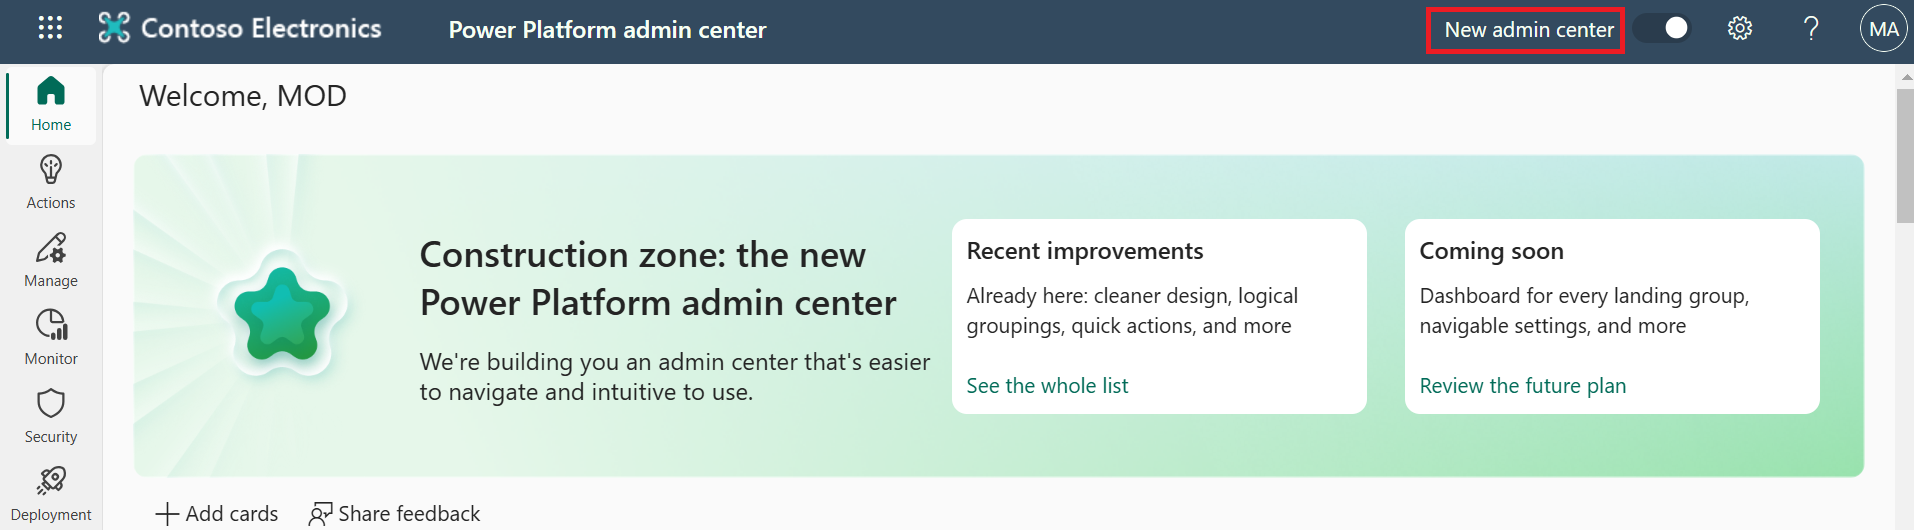 Contoso Electronics
Power Platform admin center
New admin center
?
MA
Home
Actions
Manage
Monitor
Security
Deployment
Welcome, MOD
Construction zone: the new
Power Platform admin center
We're building you an admin center that's easier
to navigate and intuitive to use.
Recent improvements
Already here: cleaner design, logical
groupings, quick actions, and more
See the whole list
Coming soon
Dashboard for every landing group,
navigable settings, and more
Review the future plan
Add cards
Share feedback